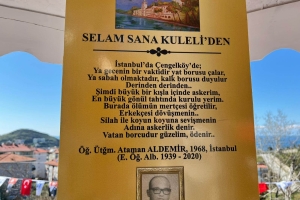 SELAM SANA KULELİ'DEN
İstanbul'da Çengelköy'de;
Ya gecenin bir vaktidir yat borusu çalar,
Ya sabah olmaktadır, kalk borusu duyulur
Derinden derinden..
Şimdi büyük bir kışla içinde askerim,
En büyük gönül tahtında kurulu yerim.
Burada ölümün mertçesi öğretilir,
Erkekçesi dövüşmenin..
Silah ile koyun koyuna sevişmenin
Adına askerlik denir.
Vatan borcudur güzelim, ödenir..
Öğ. Ütğm. Ataman ALDEMİR, 1968, İstanbul
(E. Öğ. Alb. 1939 - 2020)